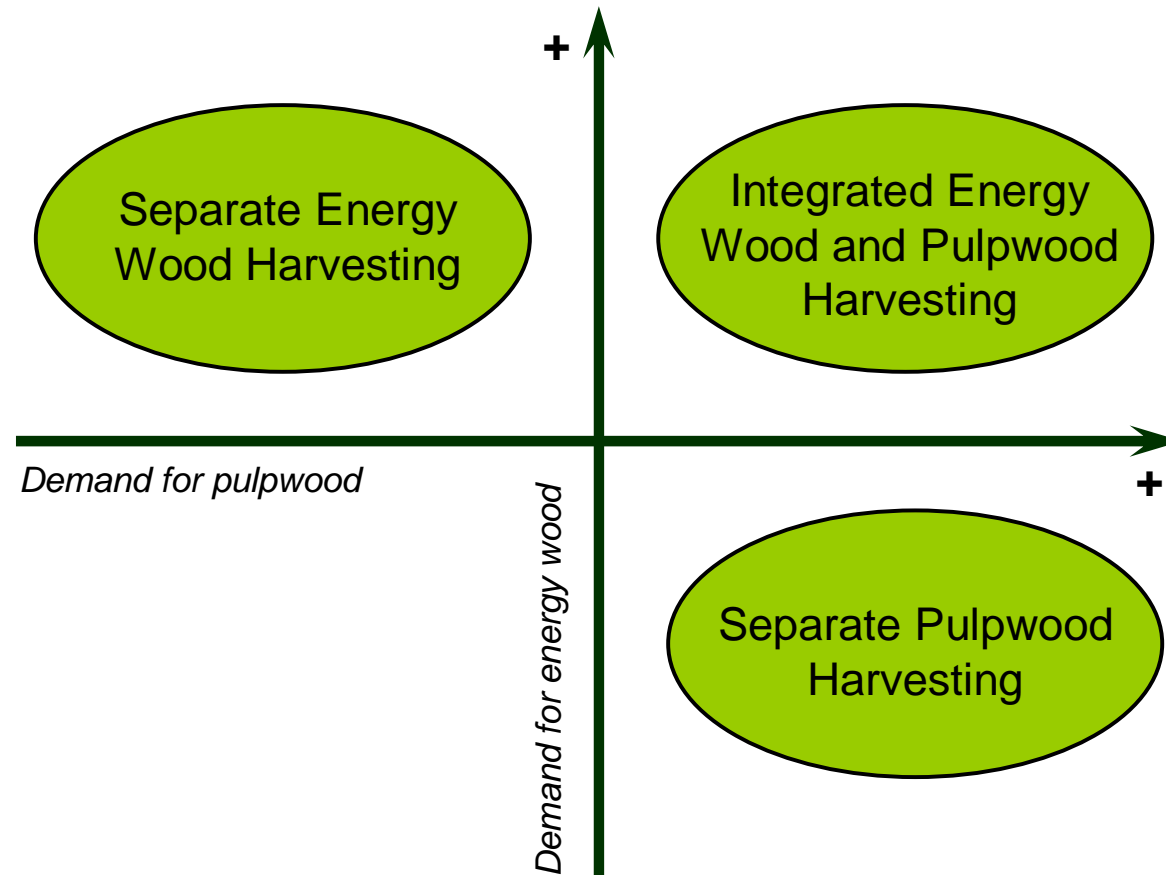 +
Separate Energy
Wood Harvesting
Integrated Energy
Wood and Pulpwood
Harvesting
Demand for pulpwood
+
Demand for energy wood
Separate Pulpwood
Harvesting